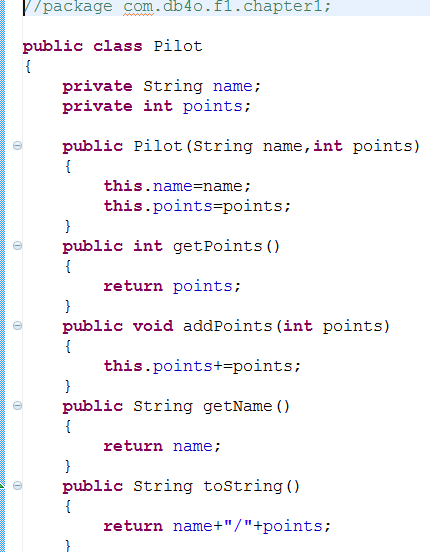 //package com.db4o.f1.chapter1;
public class Pilot
{
private String name;
private int points;
public Pilot(String name,int points)
{
this.name=name;
this.points=points;
}
public int getPoints()
{
return points;
}
public void addPoints(int points)
{
this.points+=points;
}
public String getName()
{
return name;
}
public String toString()
{
return name+"/"+points;
}